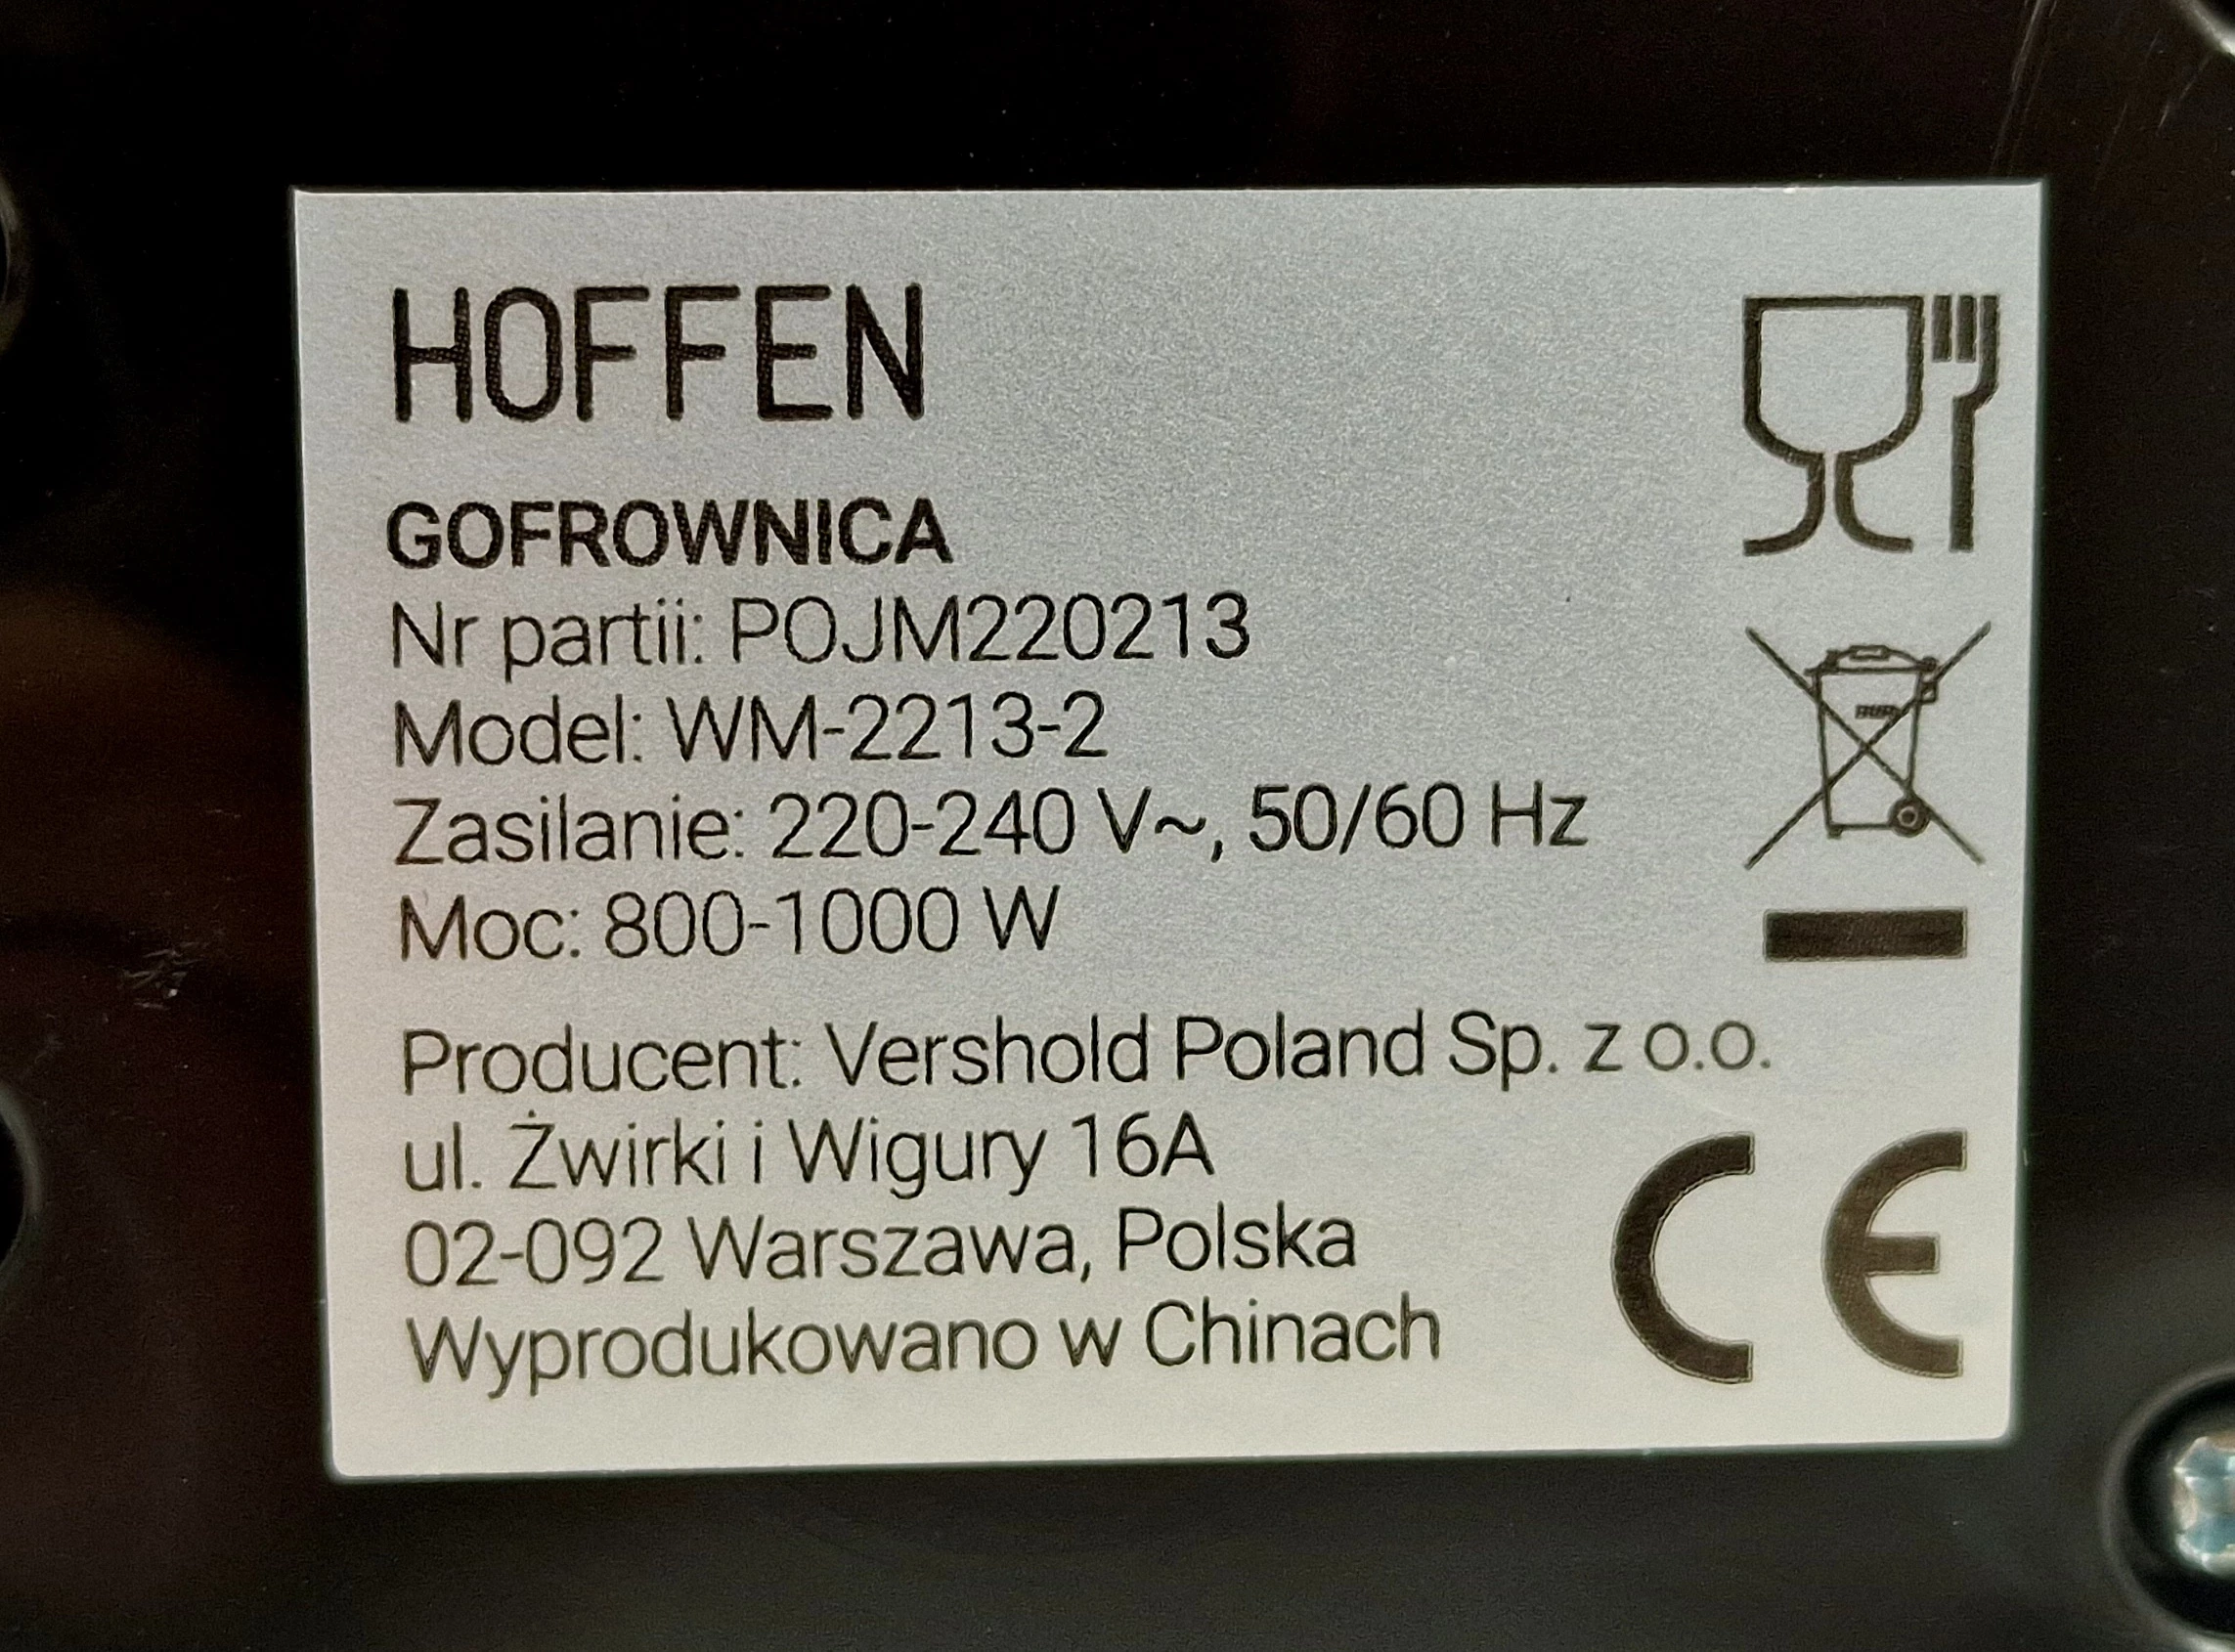 HOFFEN
GOFROWNICA
Nr partii: POJM220213
Model: WM-2213-2
Zasilanie: 220-240 V~, 50/60 Hz
Moc: 800-1000 W
Producent: Vershold Poland Sp. z o.o.
ul. Żwirki i Wigury 16A
02-092 Warszawa, Polska
Wyprodukowano w Chinach
CE